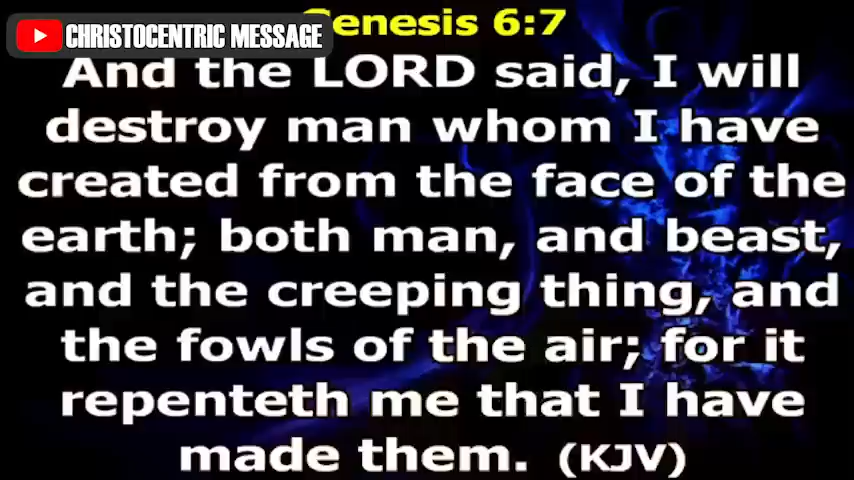 Genesis 6:7
CHRISTOCENTRIC MESSAGE
And the LORD said, I will
destroy man whom I have
created from the face of the
earth; both man, and beast,
and the creeping thing, and
the fowls of the air; for it
repenteth me that I have
made them. (KJV)